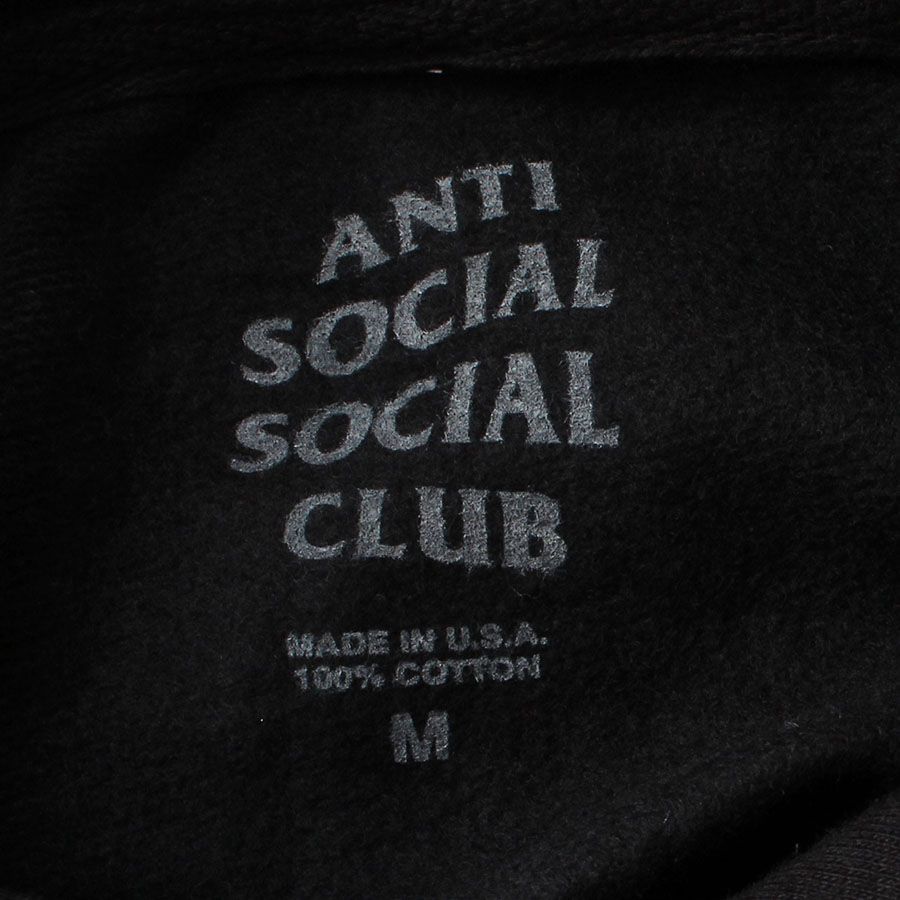 ANTI
SOCIAL
SOCIAL
CLUB
MADE IN U.S.A.
100% COTTON
M